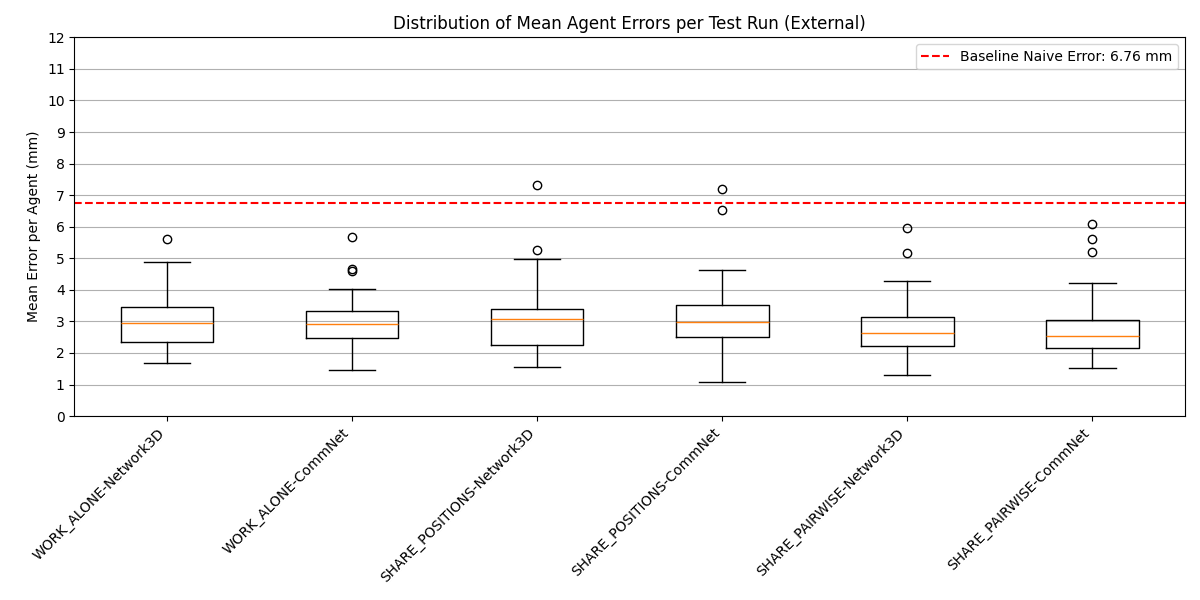 Distribution of Mean Agent Errors per Test Run (External)
Baseline Naive Error: 6.76 mm
Mean Error per Agent (mm)
12
11
10
9
8
7
6
5
4
3
2
1
0
WORK_ALONE-Network3D
WORK_ALONE-CommNet
SHARE_POSITIONS-Network3D
SHARE_POSITIONS-CommNet
SHARE_PAIRWISE-Network3D
SHARE_PAIRWISE-CommNet